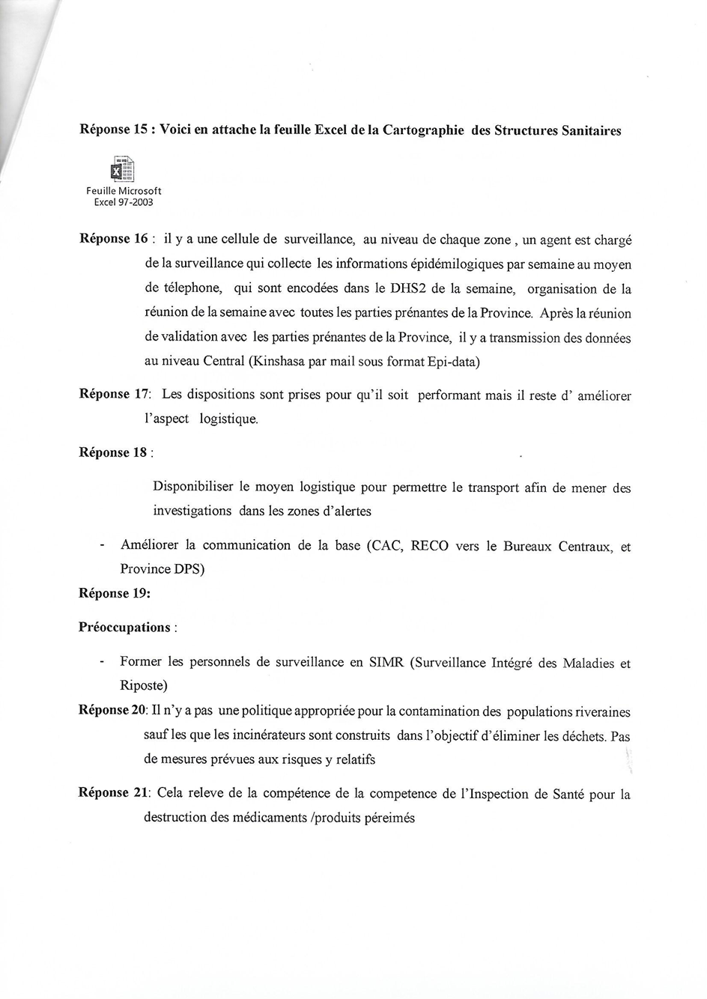 Réponse 15 : Voici en attache la feuille Excel de la Cartographie des Structures Sanitaires
Feuille Microsoft
Excel 97-2003
Réponse 16 : il y a une cellule de surveillance, au niveau de chaque zone , un agent est chargé
de la surveillance qui collecte les informations épidémilogiques par semaine au moyen
de télephone, qui sont encodées dans le DHS2 de la semaine, organisation de la
réunion de la semaine avec toutes les parties prénantes de la Province. Après la réunion
de validation avec les parties prénantes de la Province, il y a transmission des données
au niveau Central (Kinshasa par mail sous format Epi-data)
Réponse 17: Les dispositions sont prises pour qu'il soit performant mais il reste d' améliorer
l'aspect logistique.
Réponse 18 :
Disponibiliser le moyen logistique pour permettre le transport afin de mener des
investigations dans les zones d'alertes
- Améliorer la communication de la base (CAC, RECO vers le Bureaux Centraux, et
Province DPS)
Réponse 19:
Préoccupations :
- Former les personnels de surveillance en SIMR (Surveillance Intégré des Maladies et
Riposte)
Réponse 20: Il n'y a pas une politique appropriée pour la contamination des populations riveraines
sauf les que les incinérateurs sont construits dans l'objectif d'éliminer les déchets. Pas
de mesures prévues aux risques y relatifs
Réponse 21: Cela releve de la compétence de la competence de l'Inspection de Santé pour la
destruction des médicaments /produits péreimés